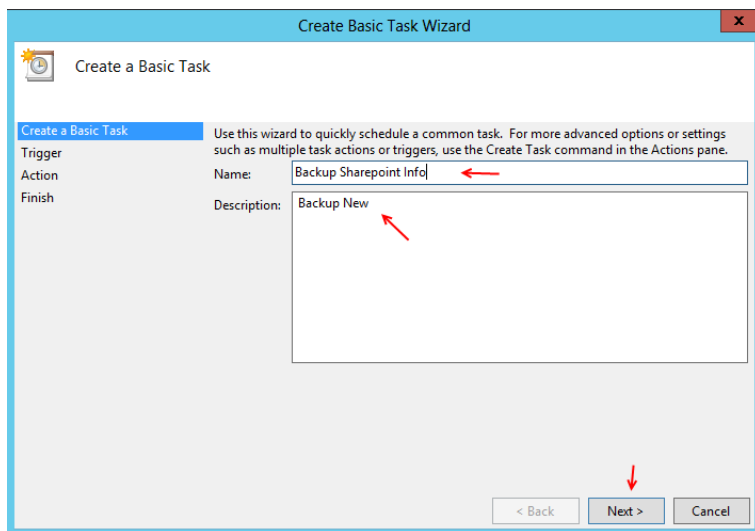 Create Basic Task Wizard
x
Create a Basic Task
Create a Basic Task
Trigger
Action
Finish
Use this wizard to quickly schedule a common task.  For more advanced options or settings
such as multiple task actions or triggers, use the Create Task command in the Actions pane.
Name:
Backup Sharepoint Info
Description:
Backup New
< Back
Next >
Cancel